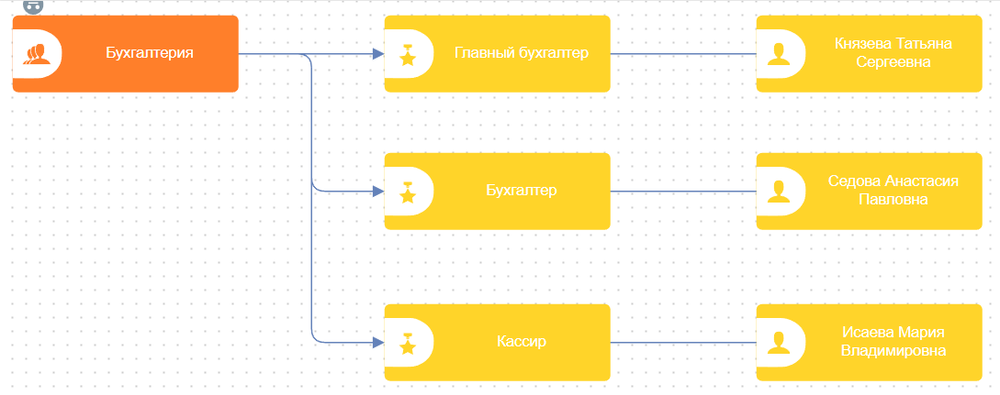 Бухгалтерия
Главный бухгалтер
Князева Татьяна
Сергеевна
Бухгалтер
Седова Анастасия
Павловна
Кассир
Исаева Мария
Владимировна